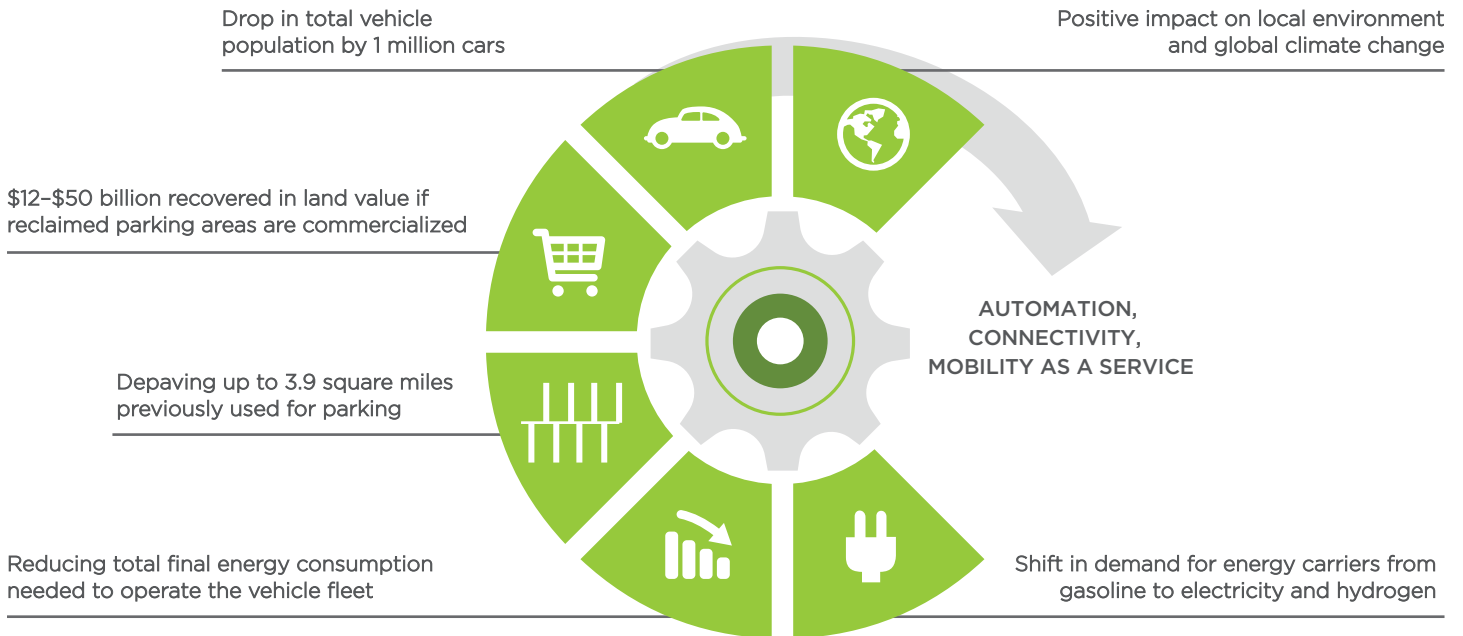 Drop in total vehicle
population by 1 million cars
Positive impact on local environment
and global climate change
$12–$50 billion recovered in land value if
reclaimed parking areas are commercialized
AUTOMATION,
CONNECTIVITY,
MOBILITY AS A SERVICE
Depaving up to 3.9 square miles
previously used for parking
Reducing total final energy consumption
needed to operate the vehicle fleet
Shift in demand for energy carriers from
gasoline to electricity and hydrogen